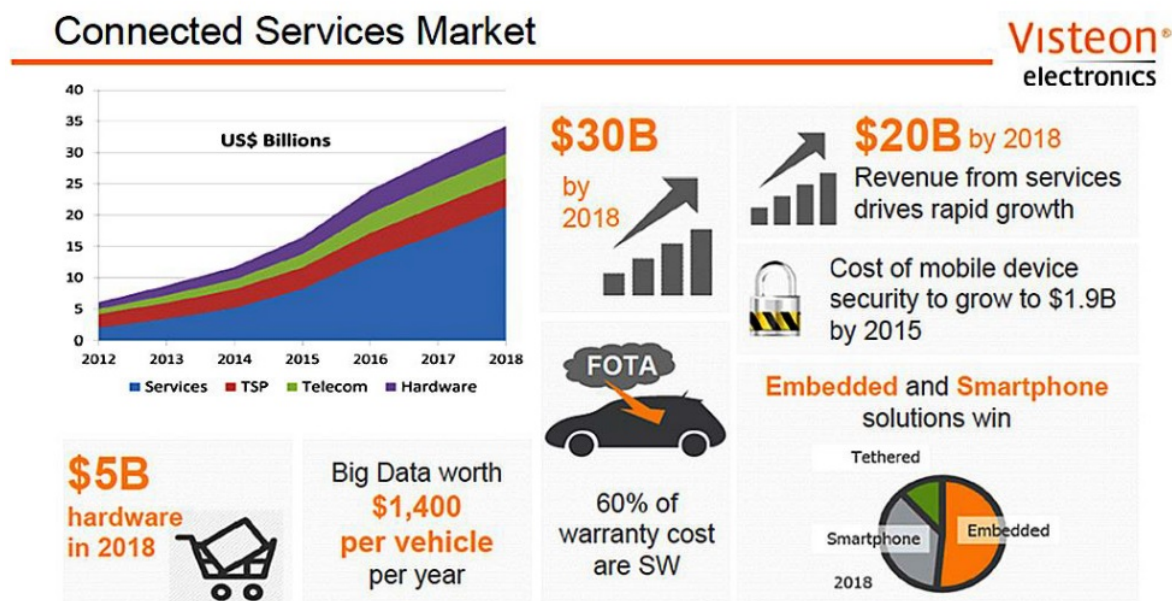 Connected Services Market
Visteon®
electronics
40
35
30
25
20
15
10
5
0
US$ Billions
2012 2013 2014 2015 2016 2017 2018
Services TSP Telecom Hardware
$30B
by
2018
$20B by 2018
Revenue from services
drives rapid growth
Cost of mobile device
security to grow to $1.9B
by 2015
FOTA
60% of
warranty cost
are SW
Embedded and Smartphone
solutions win
Tethered
Smartphone
Embedded
2018
$5B
hardware
in 2018
Big Data worth
$1,400
per vehicle
per year